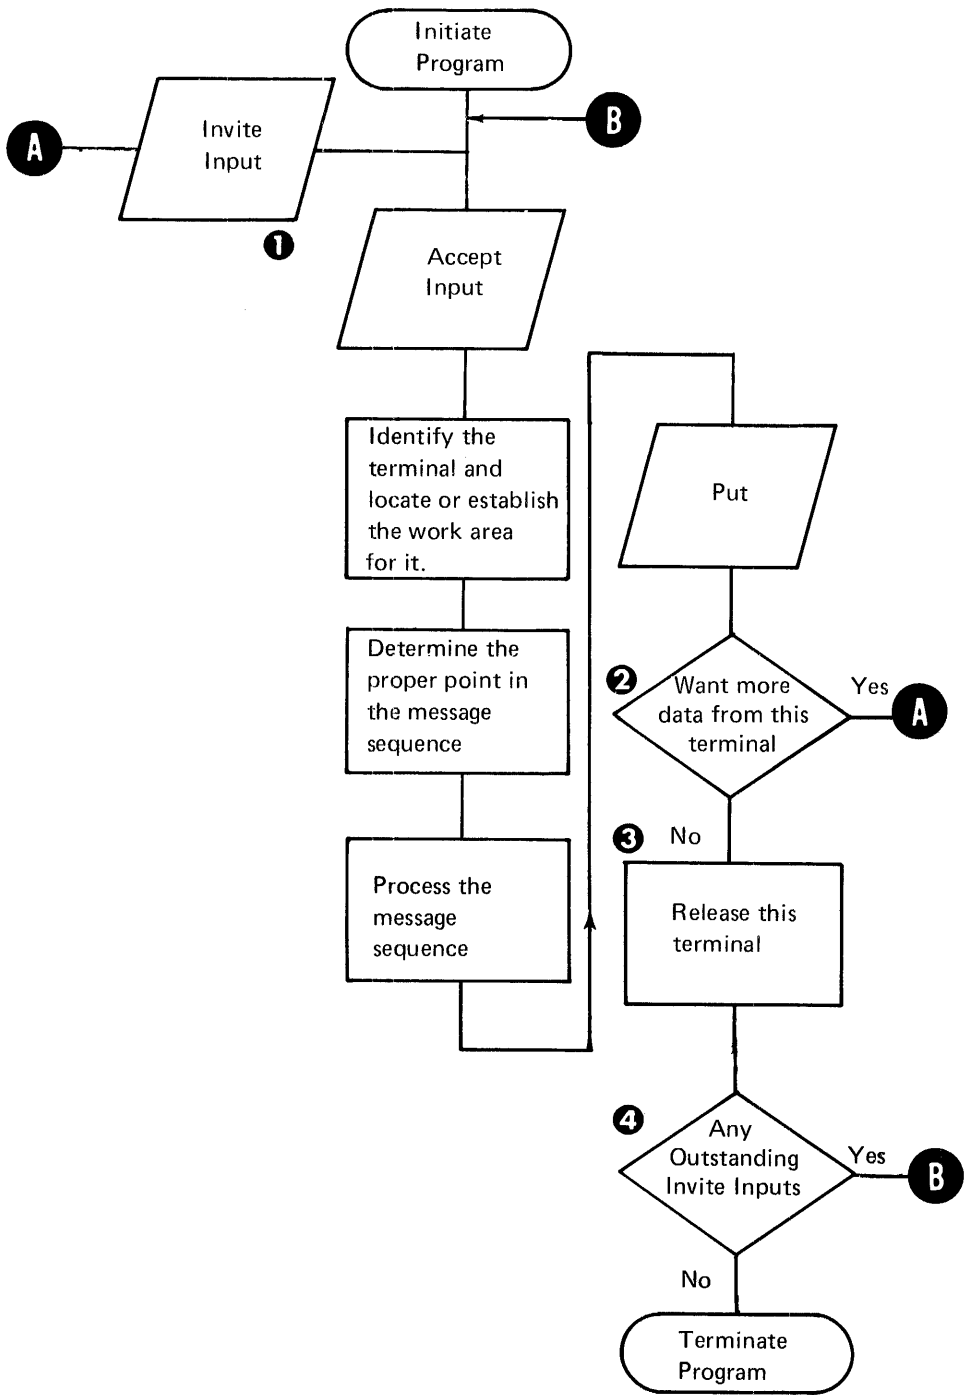 Initiate
Program
B
A
Invite
Input
1
Accept
Input
Identify the
terminal and
locate or establish
the work area
for it.
Determine the
proper point in
the message
sequence
Process the
message
sequence
Put
2
Want more
data from this
terminal
Yes
A
3
No
Release this
terminal
4
Any
Outstanding
Invite Inputs
Yes
B
No
Terminate
Program